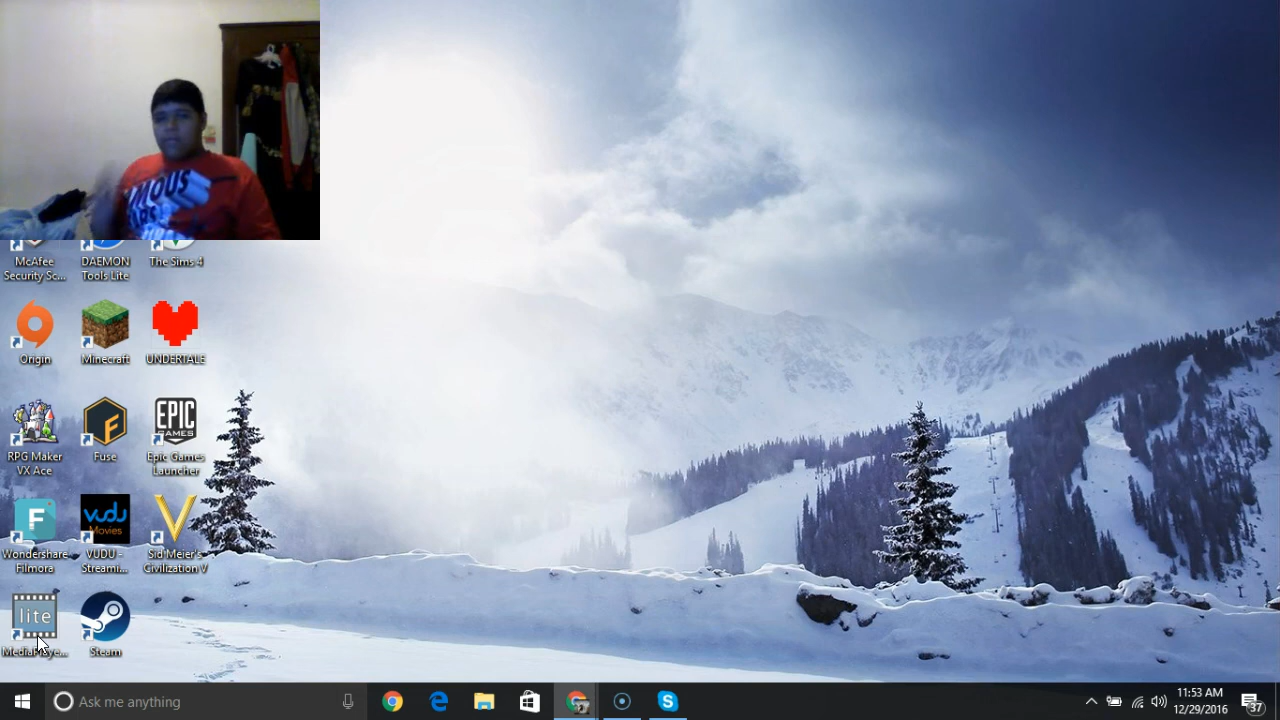 MOUS
McAfee
Security Sc...
DAEMON
Tools Lite
The Sims 4
Origin
Minecraft
UNDERTALE
RPG Maker
VX Ace
F
Fuse
EPIC
GAMES
Epic Games
Launcher
F
Wondershare
Filmora
vudu
Movies
VUDU -
Streami...
Sid Meier's
Civilization V
lite
Steam
Ask me anything
11:53 AM
12/29/2016
37